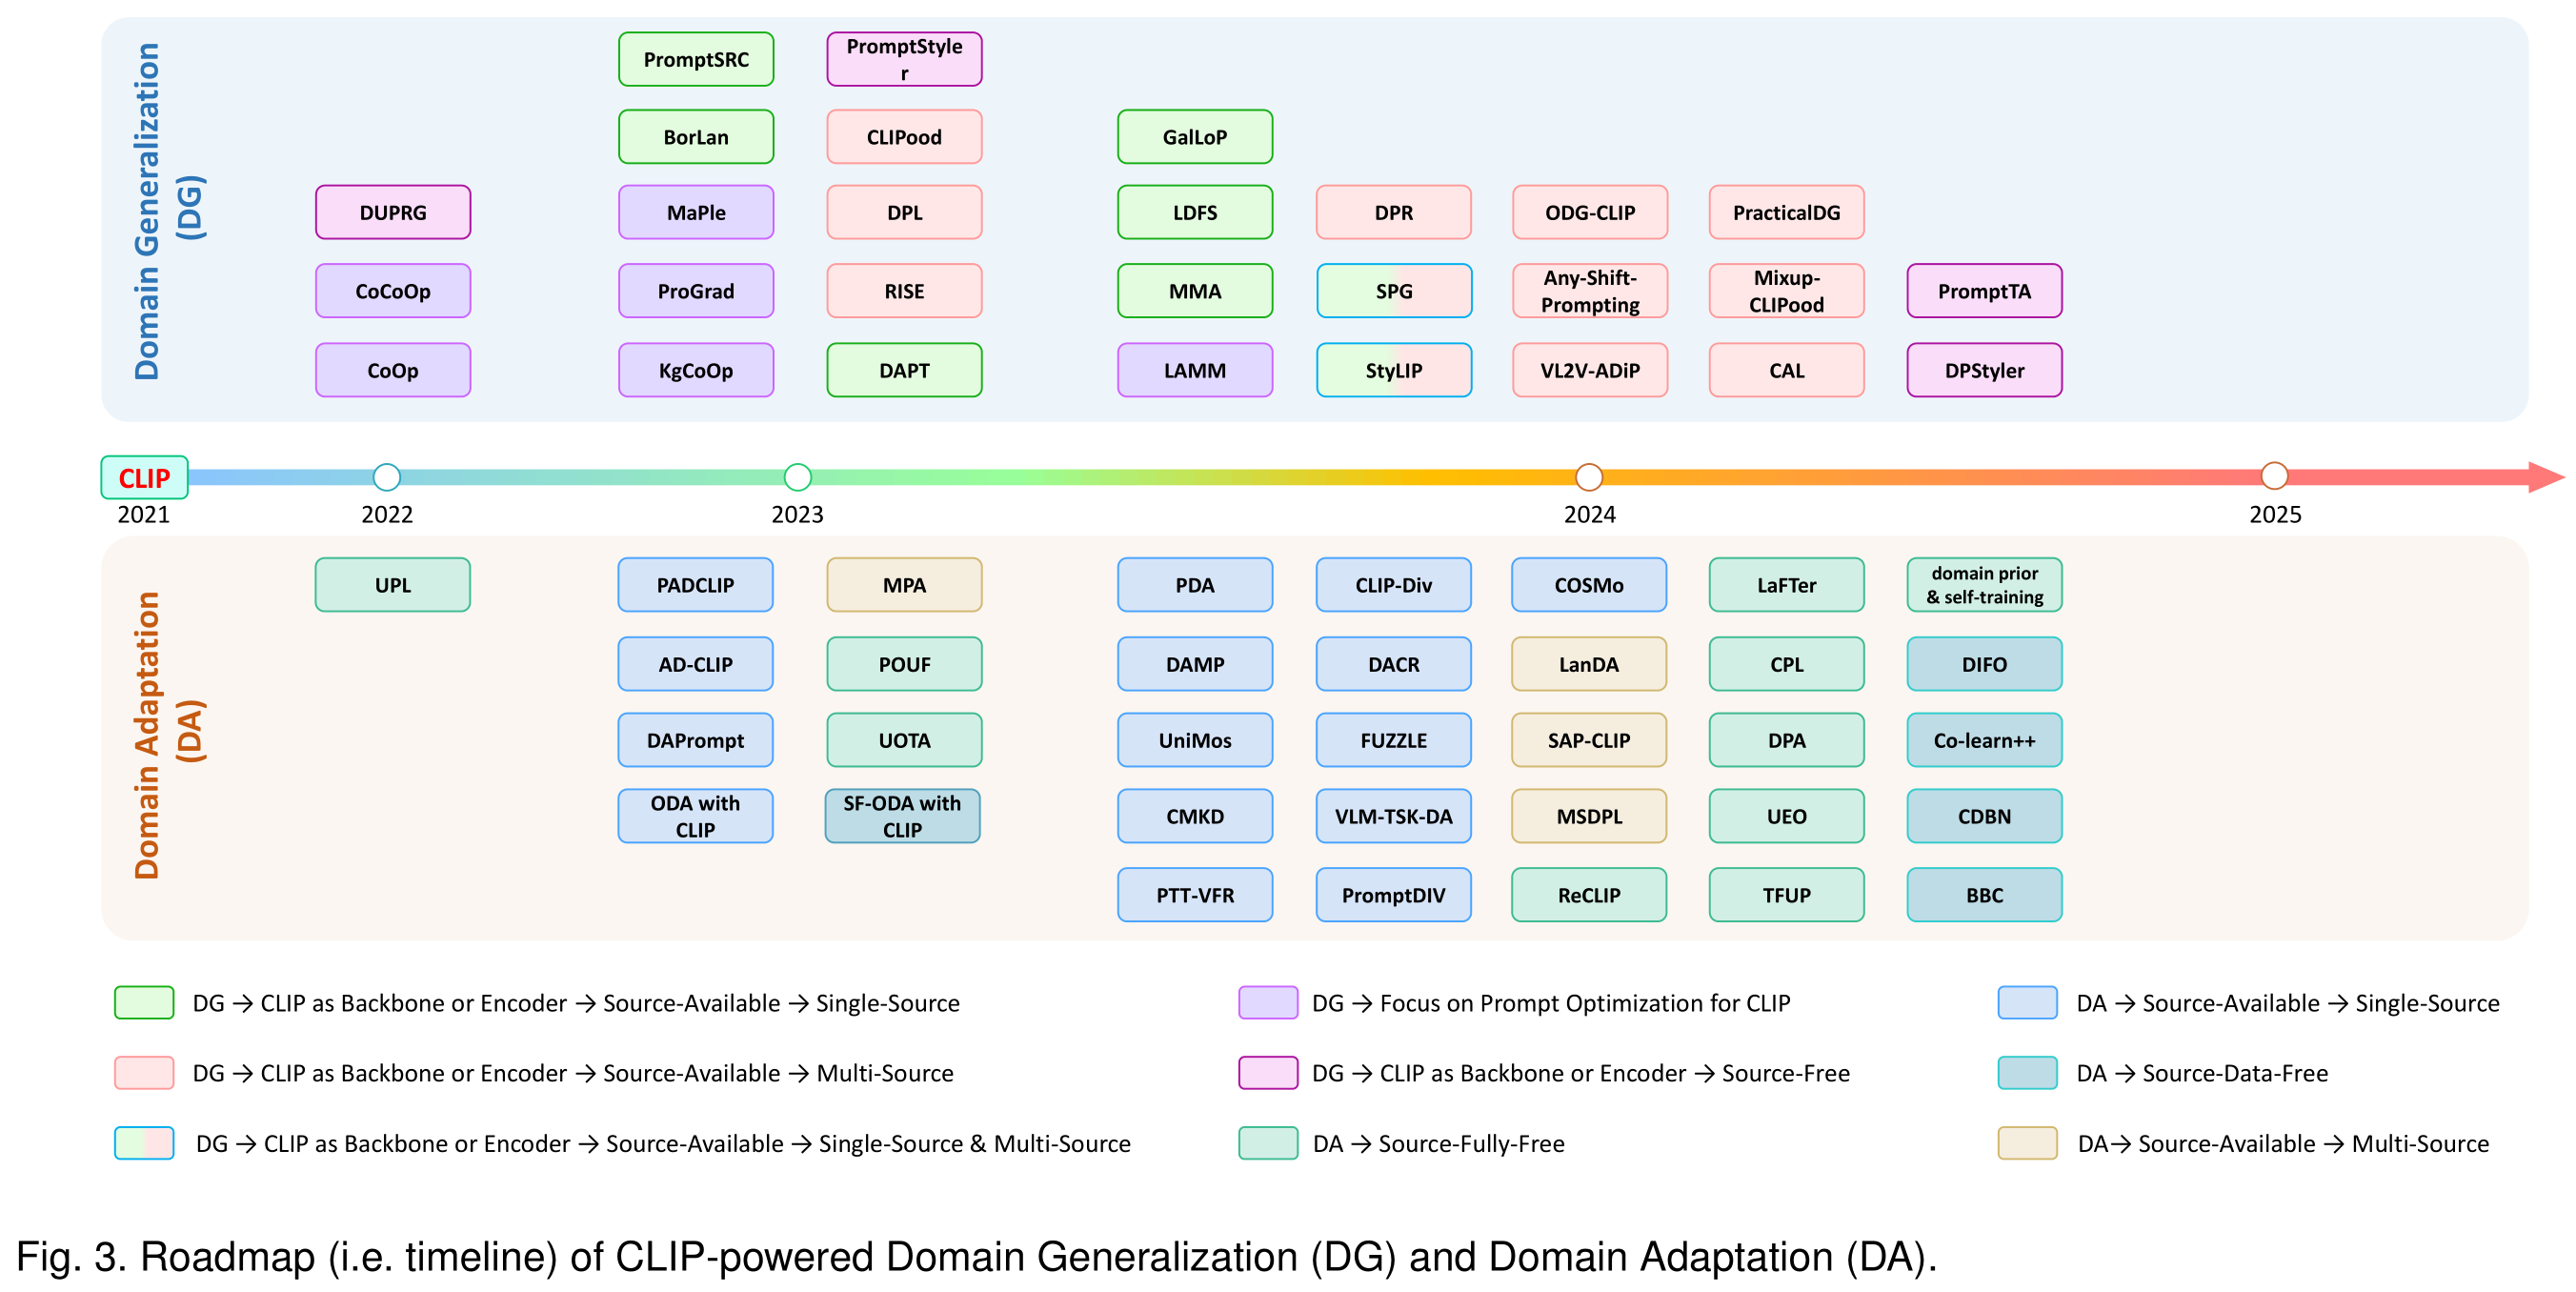 Domain Generalization
(DG)
PromptSRC
PromptStyle
r
BorLan
CLIPood
GalLoP
DUPRG
MaPle
DPL
LDFS
DPR
ODG-CLIP
PracticalDG
CoCoOp
ProGrad
RISE
MMA
SPG
Any-Shift-
Prompting
Mixup-
CLIPood
PromptTA
CoOp
KgCoOp
DAPT
LAMM
StyLIP
VL2V-ADiP
CAL
DPStyler
CLIP
2021
2022
2023
2024
2025
Domain Adaptation
(DA)
UPL
PADCLIP
MPA
PDA
CLIP-Div
COSMo
LaFTer
domain prior
& self-training
AD-CLIP
POUF
DAMP
DACR
LanDA
CPL
DIFO
DAPrompt
UOTA
UniMos
FUZZLE
SAP-CLIP
DPA
Co-learn++
ODA with
CLIP
SF-ODA with
CLIP
CMKD
VLM-TSK-DA
MSDPL
UEO
CDBN
PTT-VFR
PromptDIV
ReCLIP
TFUP
BBC
DG → CLIP as Backbone or Encoder → Source-Available → Single-Source
DG → Focus on Prompt Optimization for CLIP
DA → Source-Available → Single-Source
DG → CLIP as Backbone or Encoder → Source-Available → Multi-Source
DG → CLIP as Backbone or Encoder → Source-Free
DA → Source-Data-Free
DG → CLIP as Backbone or Encoder → Source-Available → Single-Source & Multi-Source
DA → Source-Fully-Free
DA→ Source-Available → Multi-Source
Fig. 3. Roadmap (i.e. timeline) of CLIP-powered Domain Generalization (DG) and Domain Adaptation (DA).